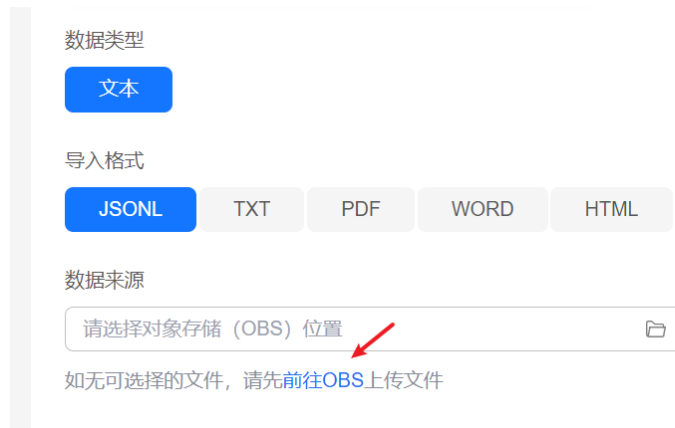 数据类型
文本
导入格式
JSONL TXT PDF WORD HTML
数据来源
请选择对象存储（OBS）位置
如无可选择的文件，请先前往OBS上传文件